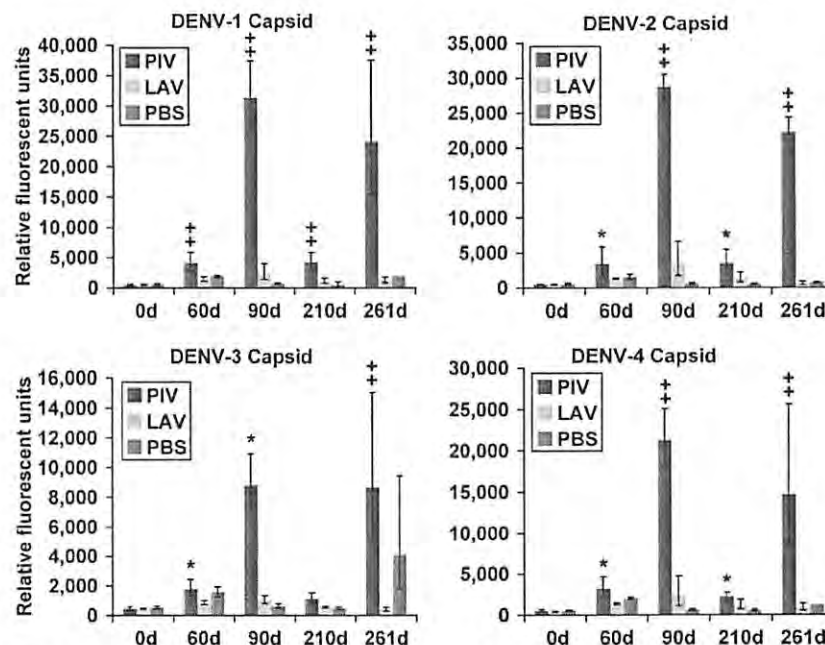 DENV-1 Capsid
Relative fluorescent units
40,000
35,000
30,000
25,000
20,000
15,000
10,000
5,000
0
PIV
LAV
PBS
++
++
++
++
0d 60d 90d 210d 261d
DENV-2 Capsid
35,000
30,000
25,000
20,000
15,000
10,000
5,000
0
PIV
LAV
PBS
*
++
*
++
0d 60d 90d 210d 261d
DENV-3 Capsid
Relative fluorescent units
16,000
14,000
12,000
10,000
8,000
6,000
4,000
2,000
0
PIV
LAV
PBS
*
*
++
0d 60d 90d 210d 261d
DENV-4 Capsid
30,000
25,000
20,000
15,000
10,000
5,000
0
PIV
LAV
PBS
*
++
*
++
0d 60d 90d 210d 261d